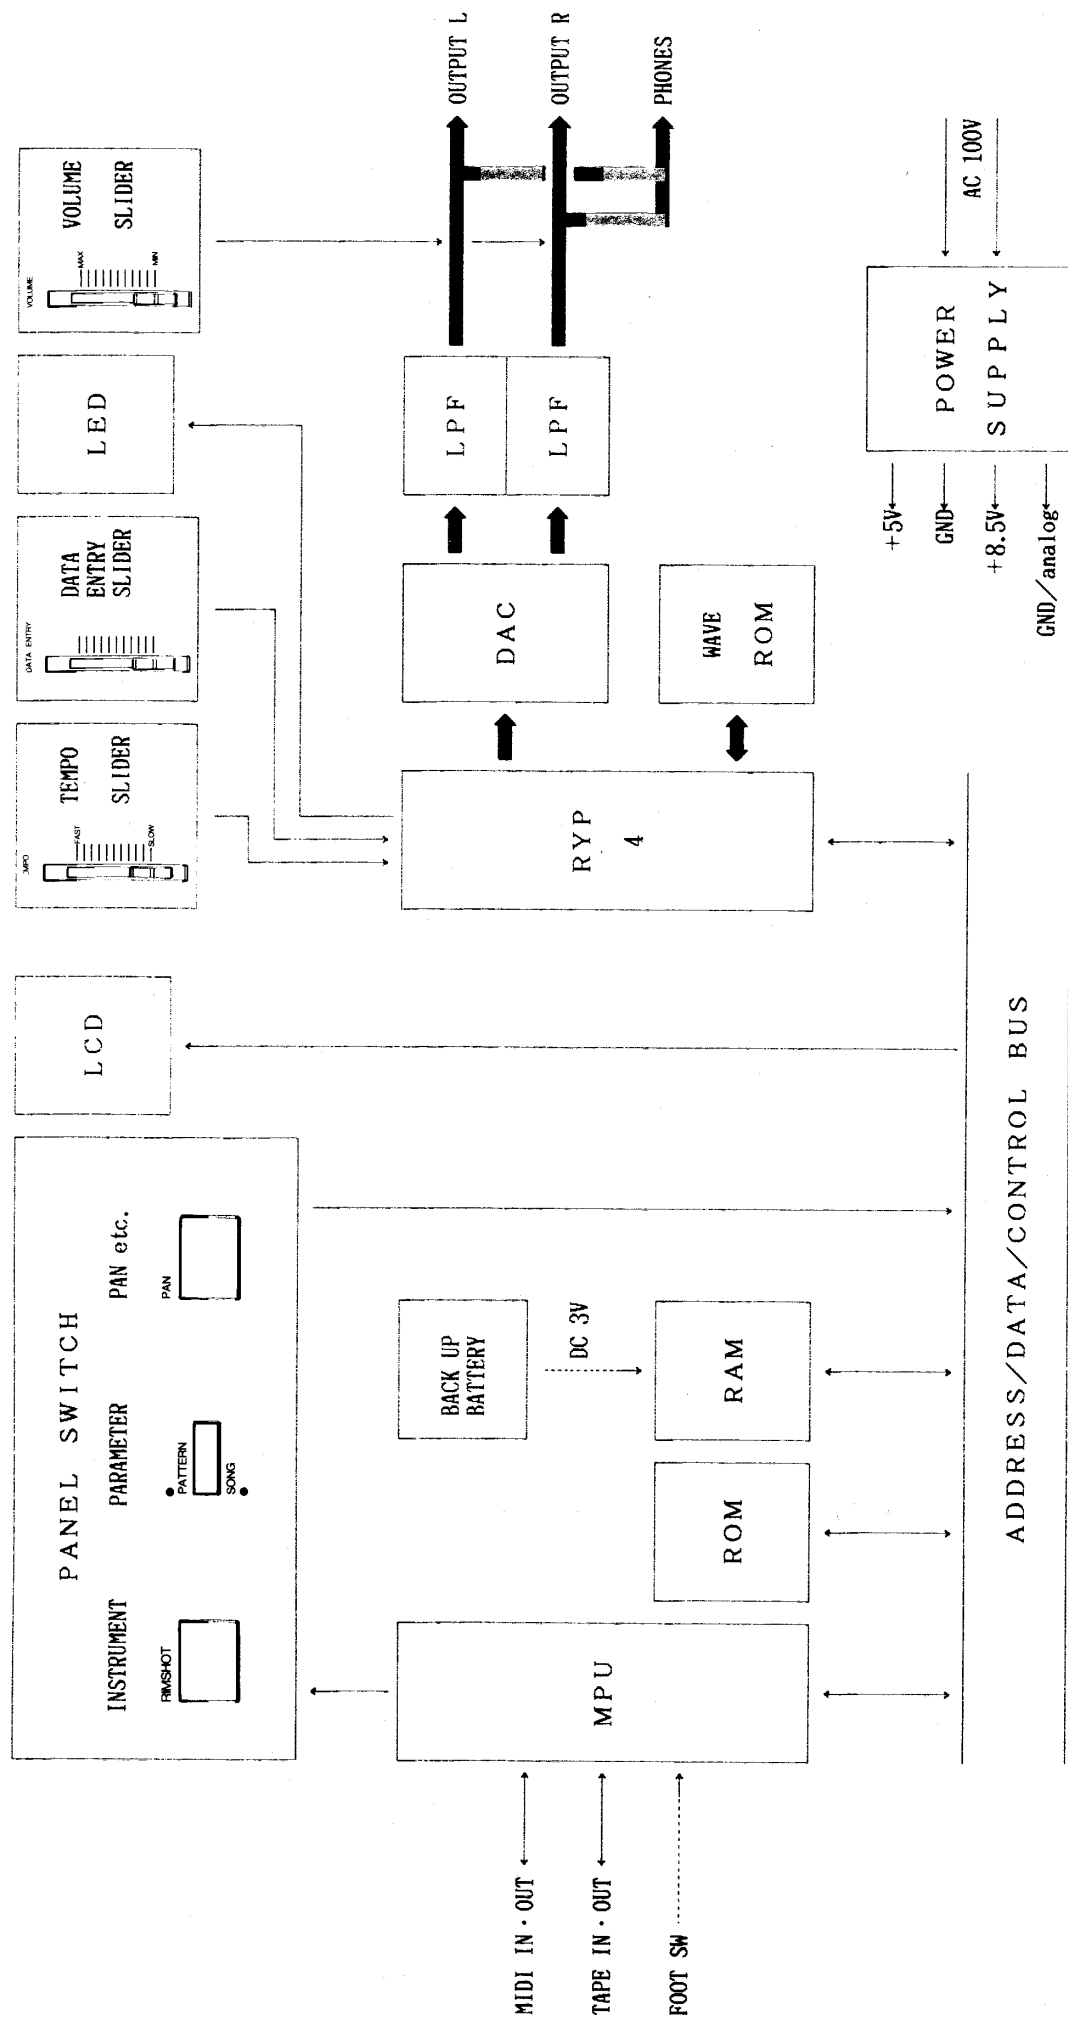 PANEL SWITCH
INSTRUMENT
PARAMETER
PAN etc.
RIMSHOT
PATTERN
SONG
PAN
LCD
TEMPO
SLIDER
FAST
SLOW
DATA ENTRY
DATA
ENTRY
SLIDER
LED
VOLUME
VOLUME
SLIDER
MAX
MIN
MIDI IN・OUT
TAPE IN・OUT
FOOT SW
MPU
ROM
BACK UP
BATTERY
DC 3V
RAM
RYP
4
DAC
WAVE
ROM
LPF
LPF
OUTPUT L
OUTPUT R
PHONES
ADDRESS/DATA/CONTROL BUS
+5V
GND
+8.5V
GND/analog
POWER
SUPPLY
AC 100V